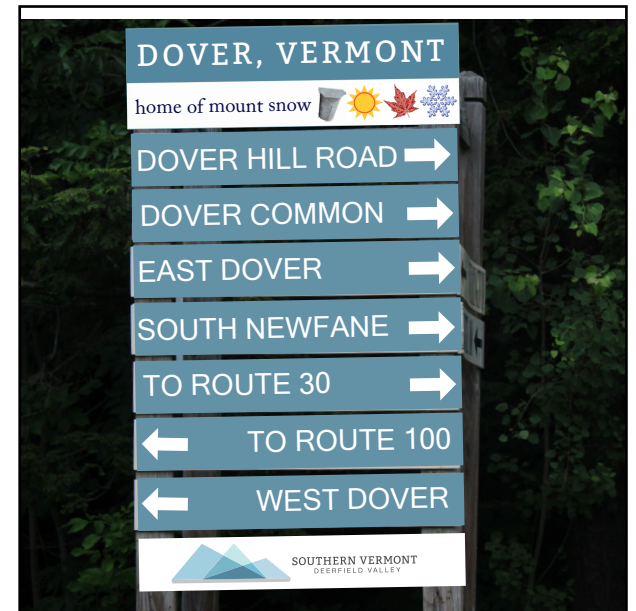 DOVER, VERMONT
home of mount snow
DOVER HILL ROAD
DOVER COMMON
EAST DOVER
SOUTH NEWFANE
TO ROUTE 30
TO ROUTE 100
WEST DOVER
SOUTHERN VERMONT
DEERFIELD VALLEY